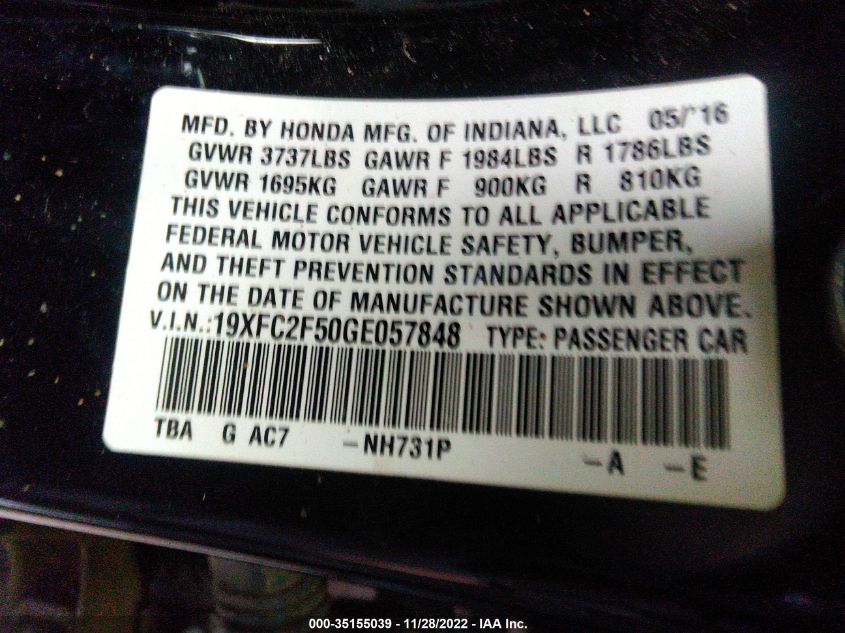 MFD. BY HONDA MFG. OF INDIANA, LLC 05/'16
GVWR 3737LBS GAWR F 1984LBS R 1786LBS
GVWR 1695KG GAWR F 900KG R 810KG
THIS VEHICLE CONFORMS TO ALL APPLICABLE
FEDERAL MOTOR VEHICLE SAFETY, BUMPER,
AND THEFT PREVENTION STANDARDS IN EFFECT
ON THE DATE OF MANUFACTURE SHOWN ABOVE.
V.I.N.:19XFC2F50GE057848 TYPE: PASSENGER CAR
TBA G AC7 -NH731P -A -E
000-35155039 - 11/28/2022 - IAA Inc.